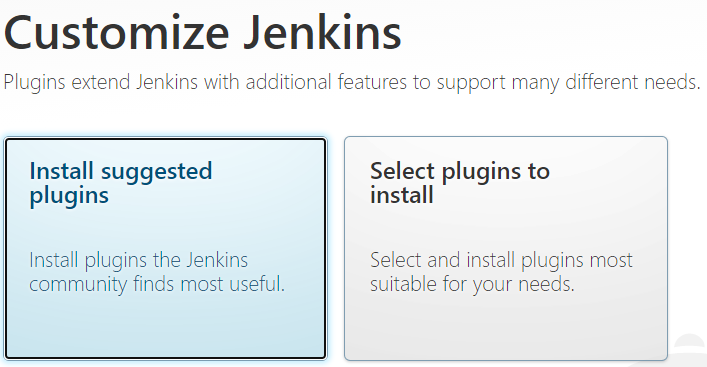 Customize Jenkins
Plugins extend Jenkins with additional features to support many different needs.
Install suggested
plugins
Install plugins the Jenkins
community finds most useful.
Select plugins to
install
Select and install plugins most
suitable for your needs.